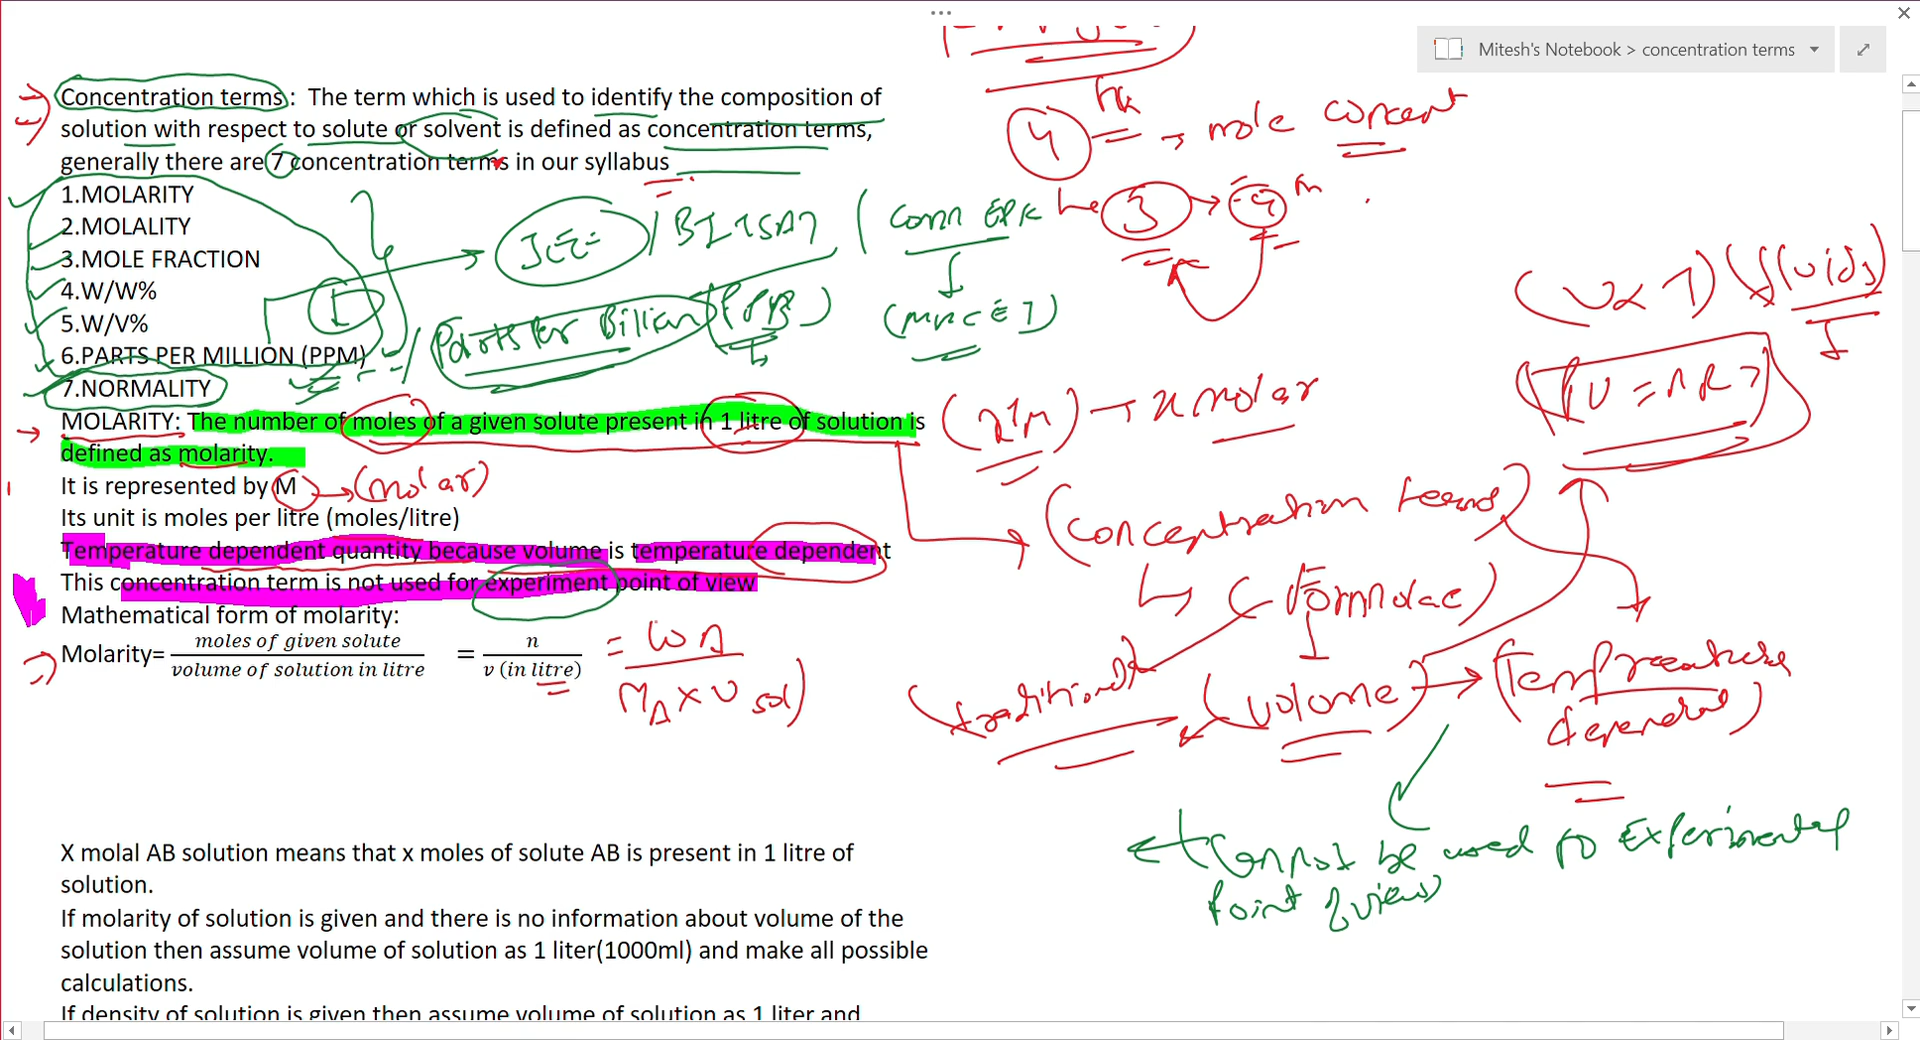 Mitesh's Notebook > concentration terms
Concentration terms: The term which is used to identify the composition of
solution with respect to solute or solvent is defined as concentration terms,
generally there are 7 concentration terms in our syllabus
1.MOLARITY
2.MOLALITY
3.MOLE FRACTION
4.W/W%
5.W/V%
6.PARTS PER MILLION (PPM)
7.NORMALITY
MOLARITY: The number of moles of a given solute present in 1 litre of solution is
defined as molarity.
It is represented by M → (molar)
Its unit is moles per litre (moles/litre)
Temperature dependent quantity because volume is temperature dependent
This concentration term is not used for experiment point of view
Mathematical form of molarity:
Molarity= moles of given solute / volume of solution in litre = n / v (in litre) = W A / M A × V sol
X molal AB solution means that x moles of solute AB is present in 1 litre of
solution.
If molarity of solution is given and there is no information about volume of the
solution then assume volume of solution as 1 liter(1000ml) and make all possible
calculations.
If density of solution is given then assume volume of solution as 1 liter and
4 → mole concept
3 → 9
JEE / BITSAT
Parts Per Billion (PPB)
→ x molar
(V ∝ T) (fluids)
(concentration terms)
(formulae)
(traditional)
(volume) → (Tempreature
dependent)
cannot be used to Experimental
point of view